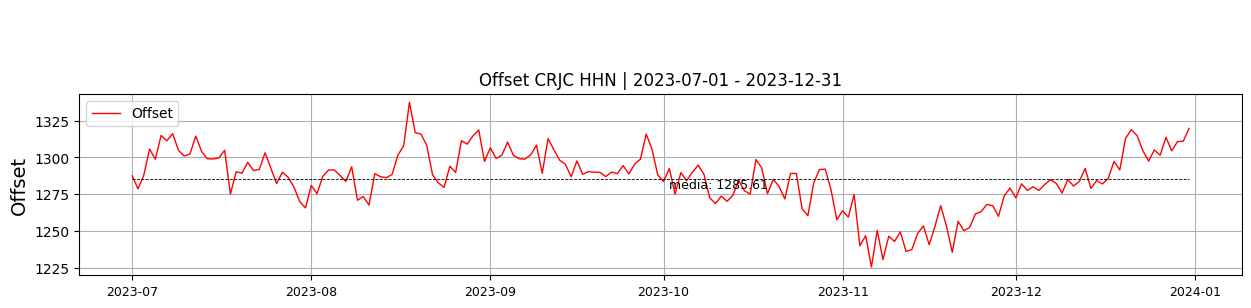 Offset CRJC HHN | 2023-07-01 - 2023-12-31
Offset
Offset
1325
1300
1275
1250
1225
media: 1285.61
2023-07 2023-08 2023-09 2023-10 2023-11 2023-12 2024-01